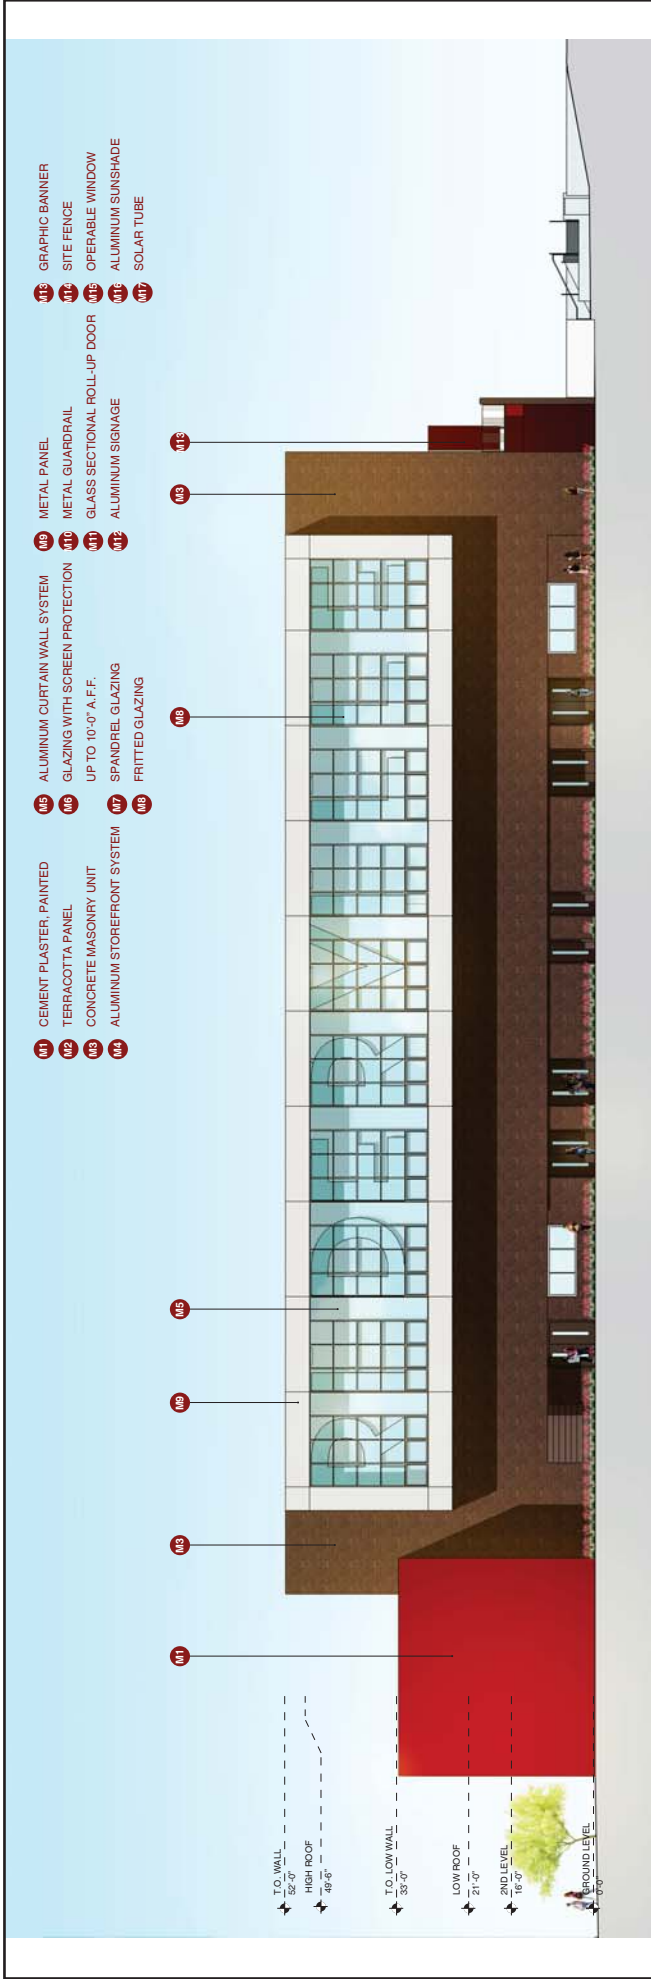 M1 CEMENT PLASTER, PAINTED
M2 TERRACOTTA PANEL
M3 CONCRETE MASONRY UNIT
M4 ALUMINUM STOREFRONT SYSTEM
M5 ALUMINUM CURTAIN WALL SYSTEM
M6 GLAZING WITH SCREEN PROTECTION
UP TO 10'-0" A.F.F.
M7 SPANDREL GLAZING
M8 FRITTED GLAZING
M9 METAL PANEL
M10 METAL GUARDRAIL
M11 GLASS SECTIONAL ROLL-UP DOOR
M12 ALUMINUM SIGNAGE
M13 GRAPHIC BANNER
M14 SITE FENCE
M15 OPERABLE WINDOW
M16 ALUMINUM SUNSHADE
M17 SOLAR TUBE
M1
M3
M9
M5
M8
M3
M13
T.O. WALL
52'-0"
HIGH ROOF
49'-6"
T.O. LOW WALL
33'-0"
LOW ROOF
21'-0"
2ND LEVEL
16'-0"
GROUND LEVEL
0'-0"